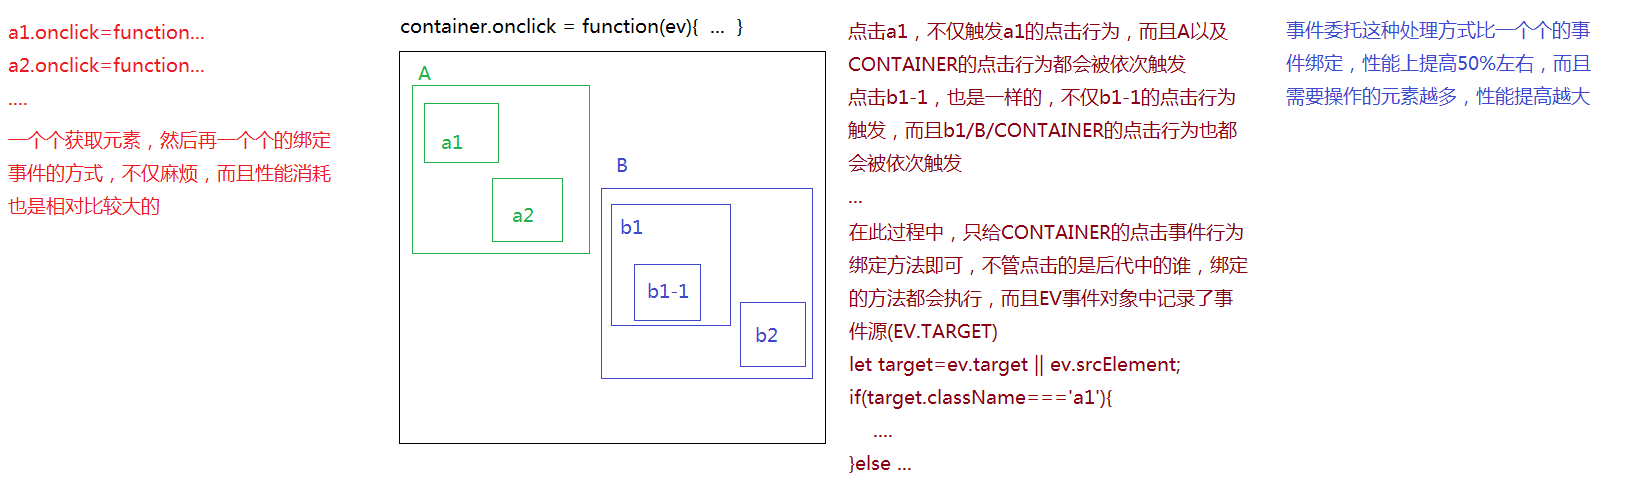 a1.onclick=function...
a2.onclick=function...
....
一个个获取元素，然后再一个个的绑定
事件的方式，不仅麻烦，而且性能消耗
也是相对比较大的
container.onclick = function(ev){ ... }
A
a1
a2
B
b1
b1-1
b2
点击a1，不仅触发a1的点击行为，而且A以及
CONTAINER的点击行为都会被依次触发
点击b1-1，也是一样的，不仅b1-1的点击行为
触发，而且b1/B/CONTAINER的点击行为也都
会被依次触发
...
在此过程中，只给CONTAINER的点击事件行为
绑定方法即可，不管点击的是后代中的谁，绑定
的方法都会执行，而且EV事件对象中记录了事
件源(EV.TARGET)
let target=ev.target || ev.srcElement;
if(target.className==='a1'){
....
}else ...
事件委托这种处理方式比一个个的事
件绑定，性能上提高50%左右，而且
需要操作的元素越多，性能提高越大